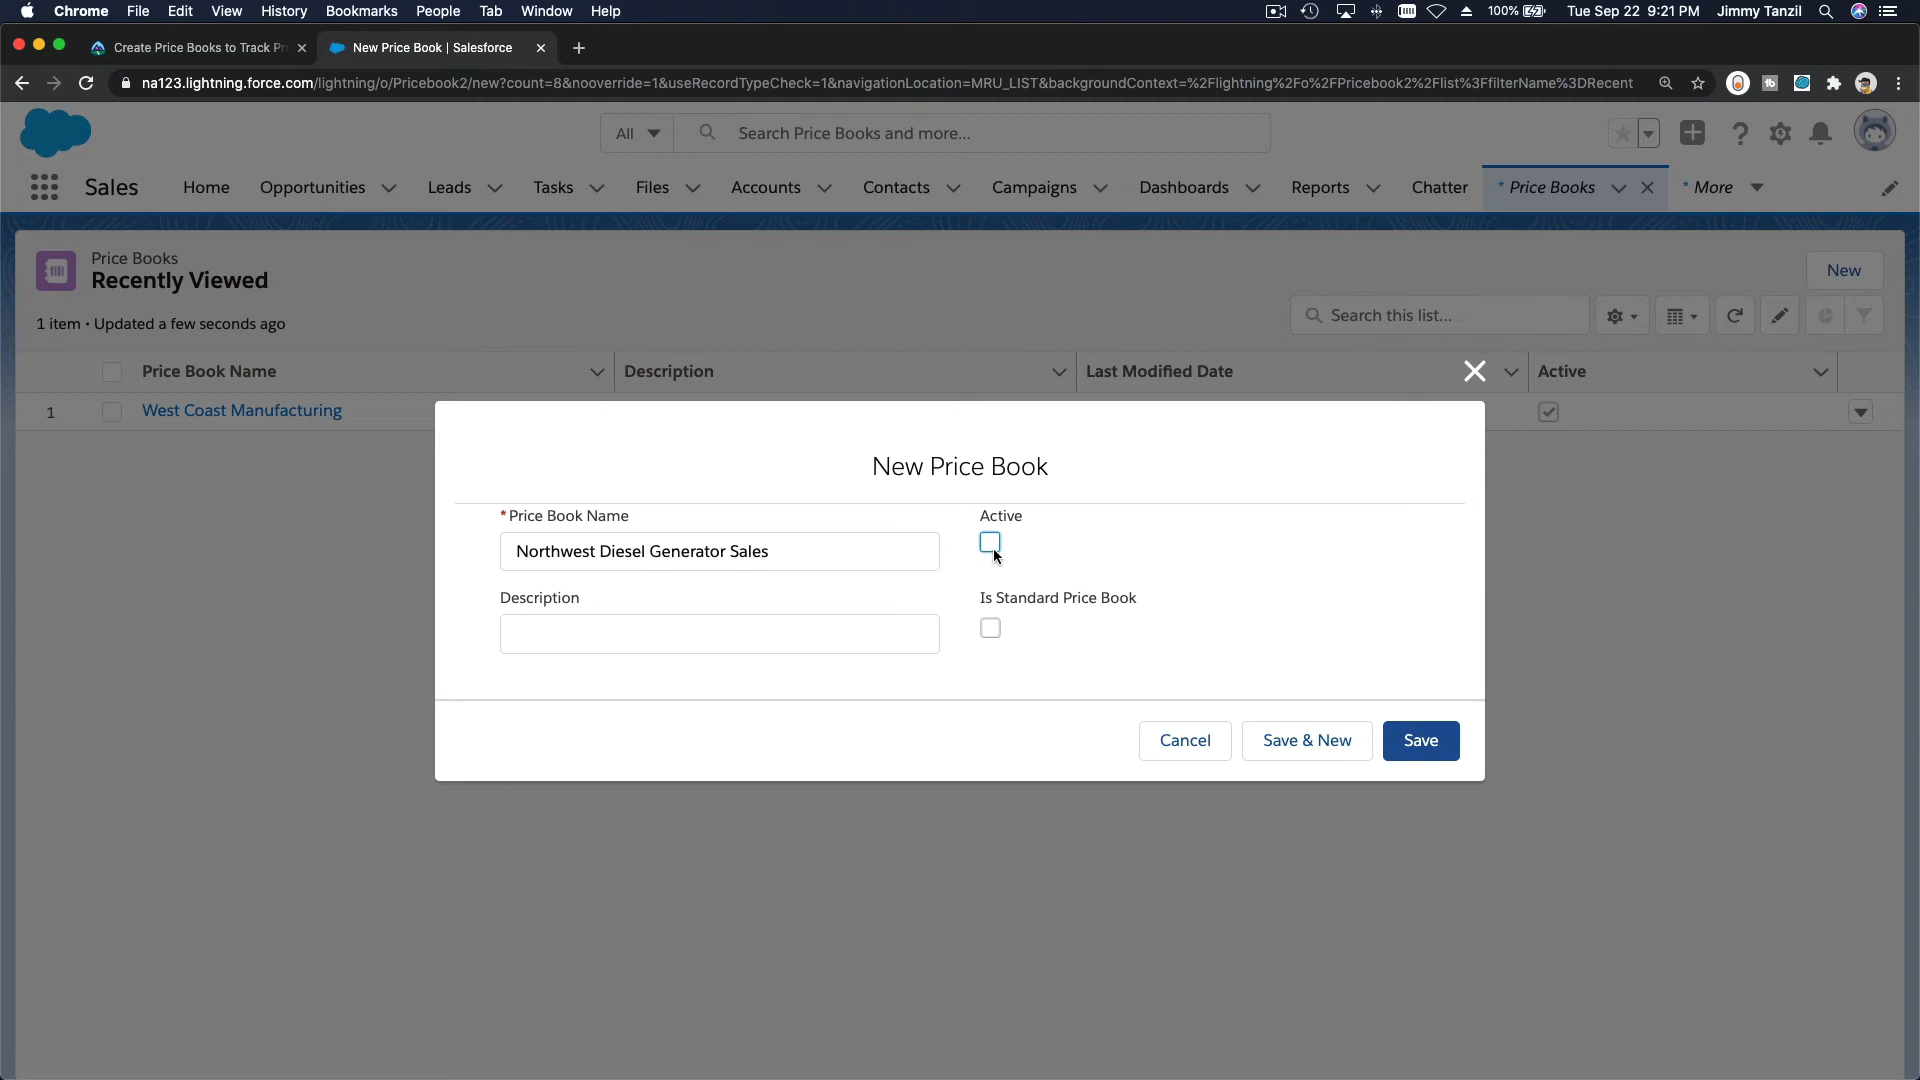 Chrome File Edit View History Bookmarks People Tab Window Help 100% Tue Sep 22 9:21 PM Jimmy Tanzil
Create Price Books to Track Pr New Price Book | Salesforce
na123.lightning.force.com/lightning/o/Pricebook2/new?count=8&nooverride=1&useRecordTypeCheck=1&navigationLocation=MRU_LIST&backgroundContext=%2Flightning%2Fo%2FPricebook2%2Flist%3FfilterName%3DRecent
All Search Price Books and more...
Sales Home Opportunities Leads Tasks Files Accounts Contacts Campaigns Dashboards Reports Chatter * Price Books * More
Price Books
Recently Viewed
New
1 item • Updated a few seconds ago
Search this list...
Price Book Name Description Last Modified Date Active
1 West Coast Manufacturing
New Price Book
* Price Book Name Active
Northwest Diesel Generator Sales
Description Is Standard Price Book
Cancel Save & New Save